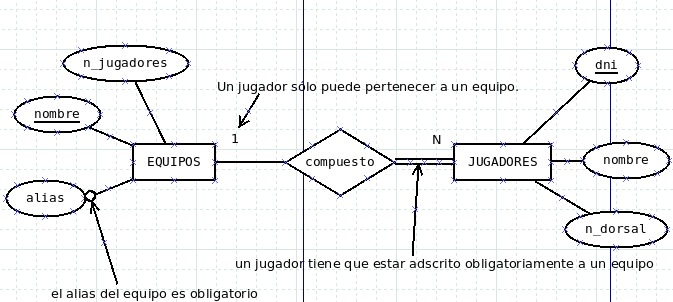 n_jugadores
dni
Un jugador sólo puede pertenecer a un equipo.
nombre
1
N
EQUIPOS
compuesto
JUGADORES
nombre
alias
n_dorsal
un jugador tiene que estar adscrito obligatoriamente a un equipo
el alias del equipo es obligatorio